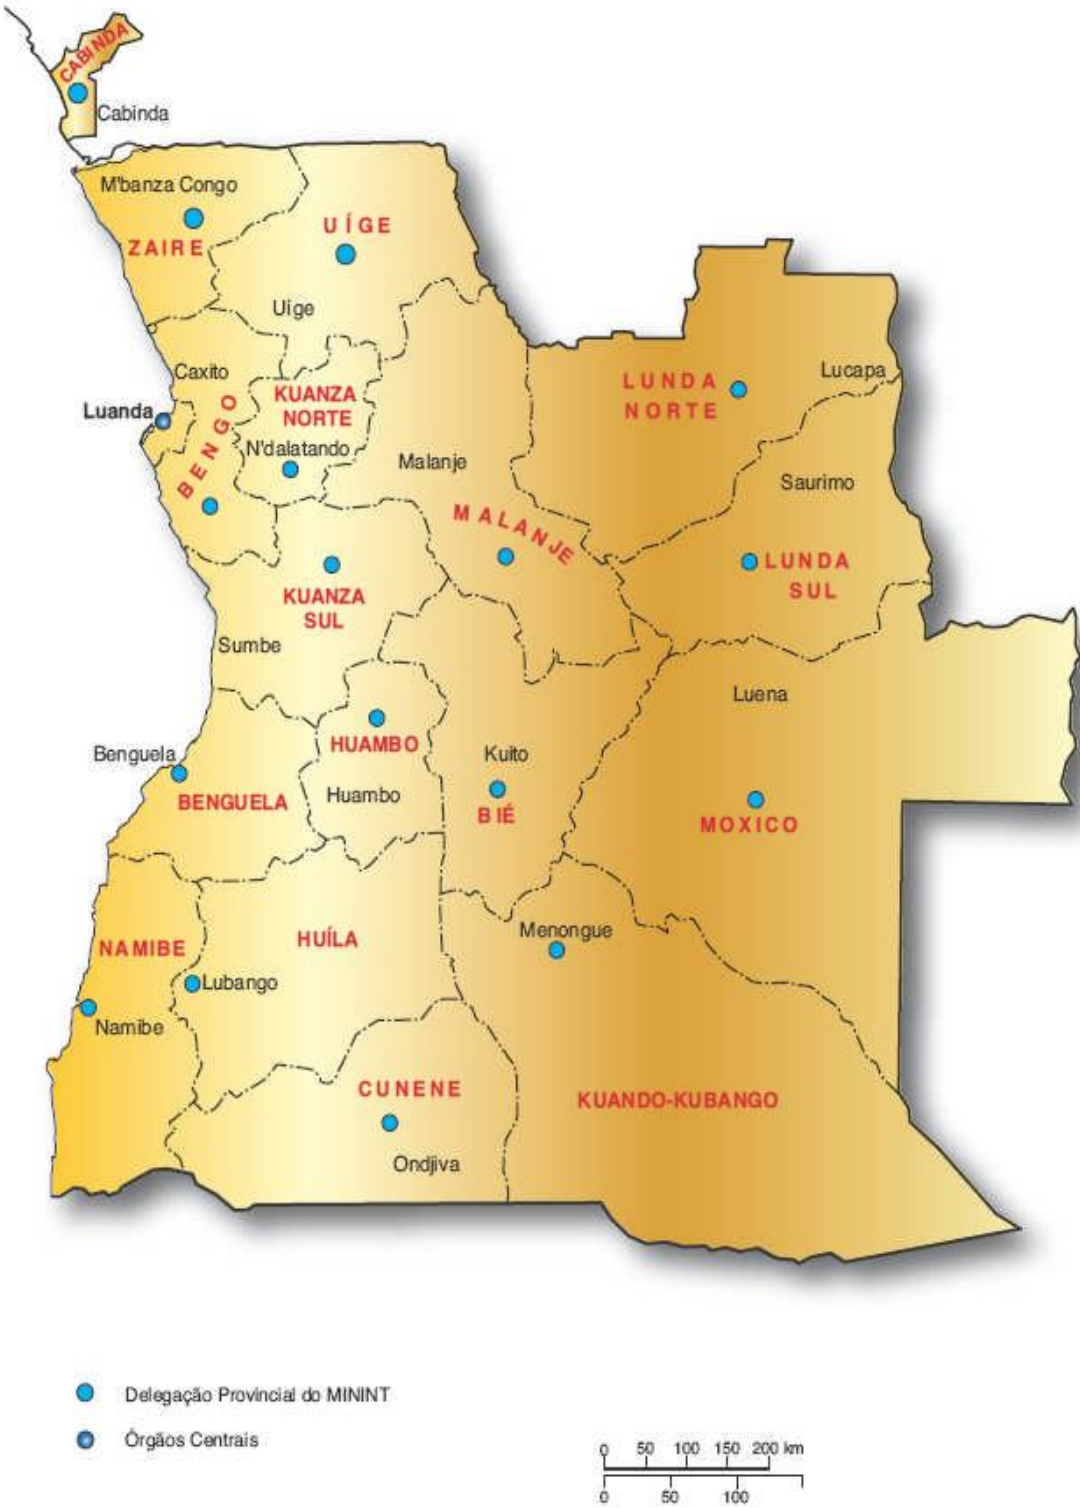 CABINDA
Cabinda
M'banza Congo
ZAIRE
UÍGE
Uíge
Caxito
Luanda
BENGO
KUANZA
NORTE
N'dalatando
Malanje
MALANJE
LUNDA
NORTE
Lucapa
Saurimo
LUNDA
SUL
KUANZA
SUL
Sumbe
Luena
HUAMBO
Huambo
Benguela
BENGUELA
Kuito
BIÉ
MOXICO
Menongue
NAMIBE
HUÍLA
Lubango
Namibe
CUNENE
Ondjiva
KUANDO-KUBANGO
Delegação Provincial do MININT
Órgãos Centrais
0 50 100 150 200 km
0 50 100